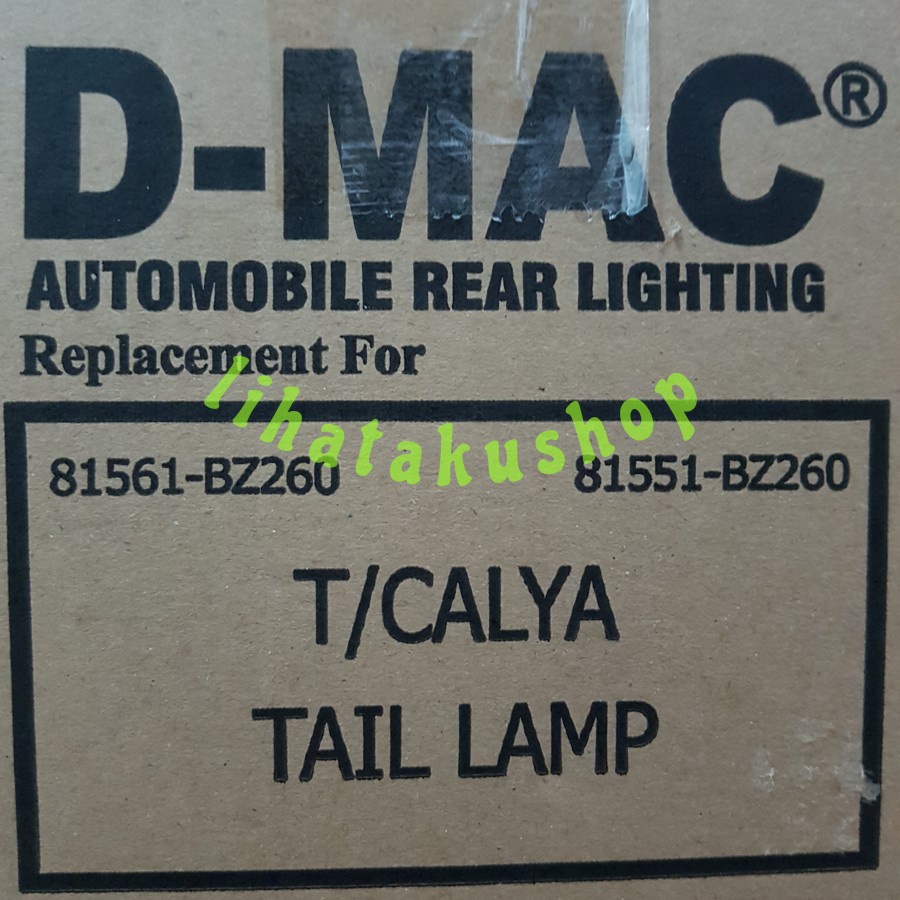 D-MAC®
AUTOMOBILE REAR LIGHTING
Replacement For
lihatakushop
81561-BZ260 81551-BZ260
T/CALYA
TAIL LAMP